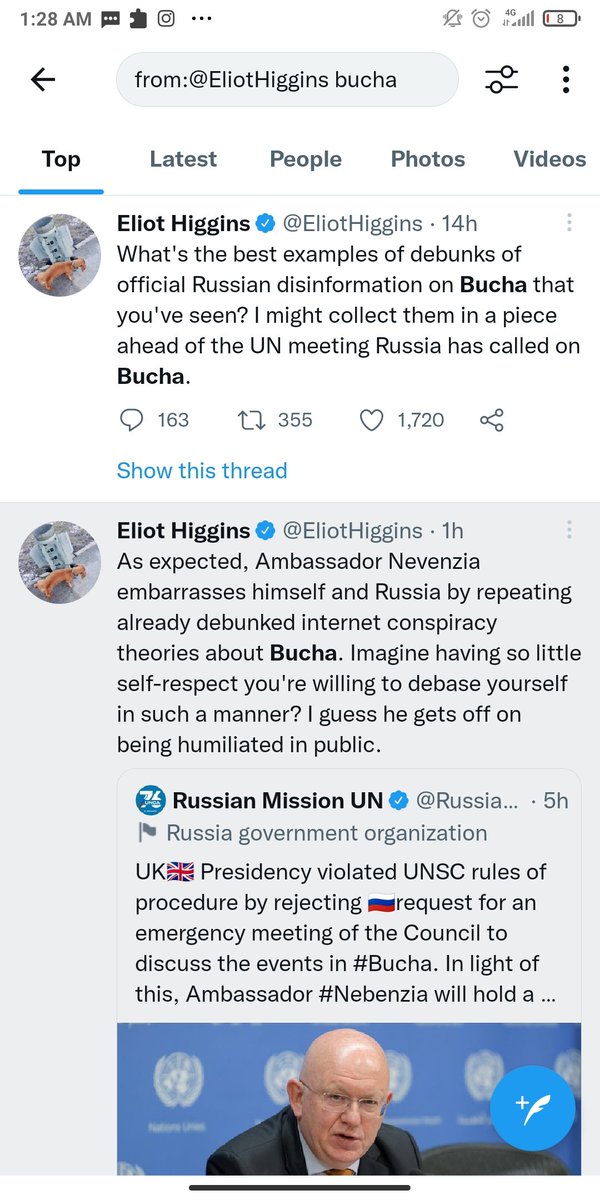 1:28 AM
4G
8
from:@EliotHiggins bucha
Top Latest People Photos Videos
Eliot Higgins @EliotHiggins · 14h
What's the best examples of debunks of
official Russian disinformation on Bucha that
you've seen? I might collect them in a piece
ahead of the UN meeting Russia has called on
Bucha.
163 355 1,720
Show this thread
Eliot Higgins @EliotHiggins · 1h
As expected, Ambassador Nevenzia
embarrasses himself and Russia by repeating
already debunked internet conspiracy
theories about Bucha. Imagine having so little
self-respect you're willing to debase yourself
in such a manner? I guess he gets off on
being humiliated in public.
Russian Mission UN @Russia... · 5h
Russia government organization
UK🇬🇧 Presidency violated UNSC rules of
procedure by rejecting 🇷🇺request for an
emergency meeting of the Council to
discuss the events in #Bucha. In light of
this, Ambassador #Nebenzia will hold a ...
Nations Unies